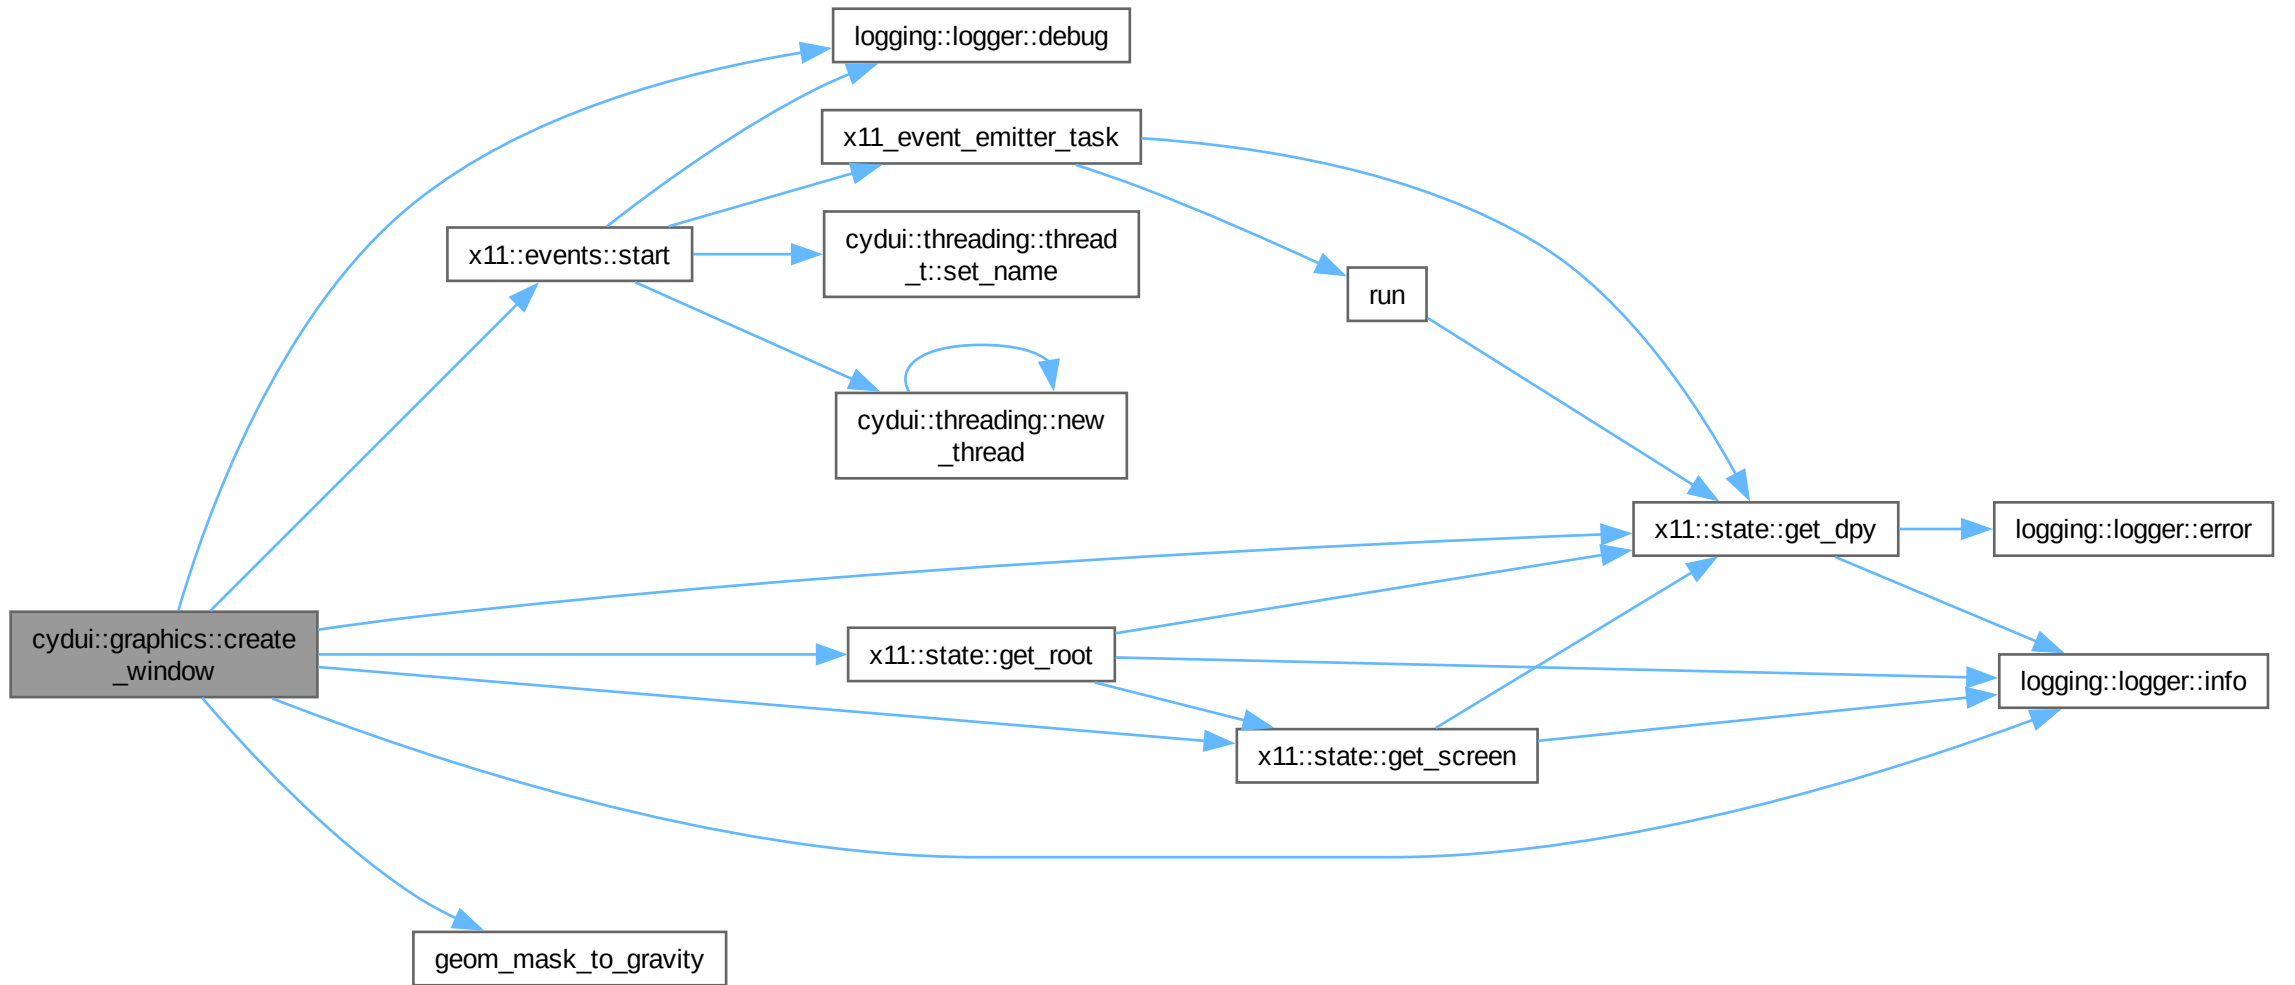 logging::logger::debug
x11_event_emitter_task
cydui::threading::thread
_t::set_name
x11::events::start
run
cydui::threading::new
_thread
x11::state::get_dpy
logging::logger::error
cydui::graphics::create
_window
x11::state::get_root
logging::logger::info
x11::state::get_screen
geom_mask_to_gravity